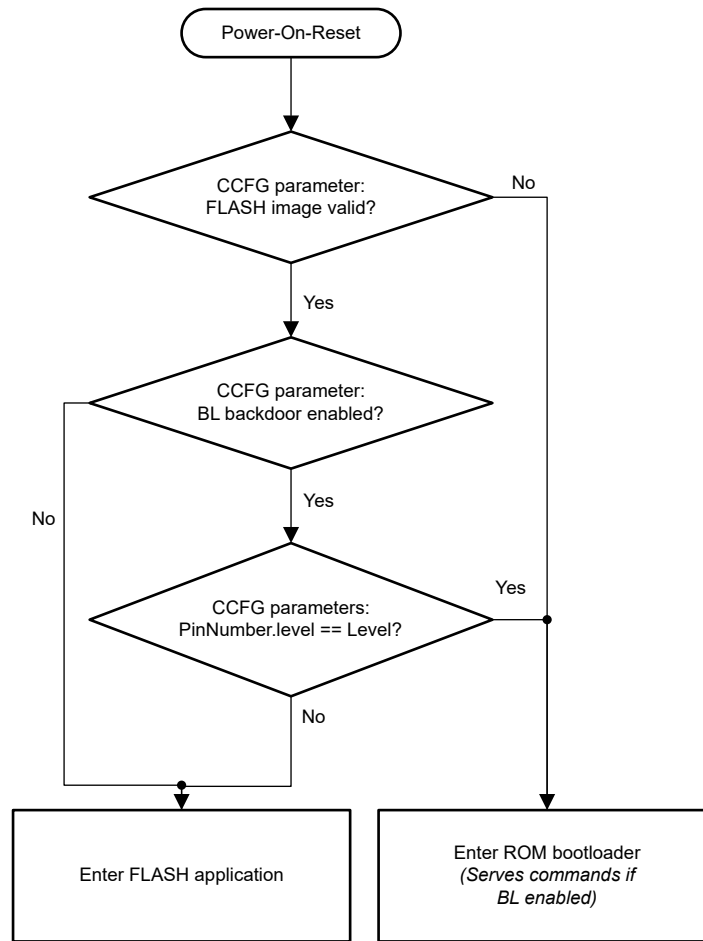 Power-On-Reset
CCFG parameter:
FLASH image valid?
No
Yes
CCFG parameter:
BL backdoor enabled?
Yes
No
CCFG parameters:
PinNumber.level == Level?
Yes
No
Enter FLASH application
Enter ROM bootloader
(Serves commands if
BL enabled)